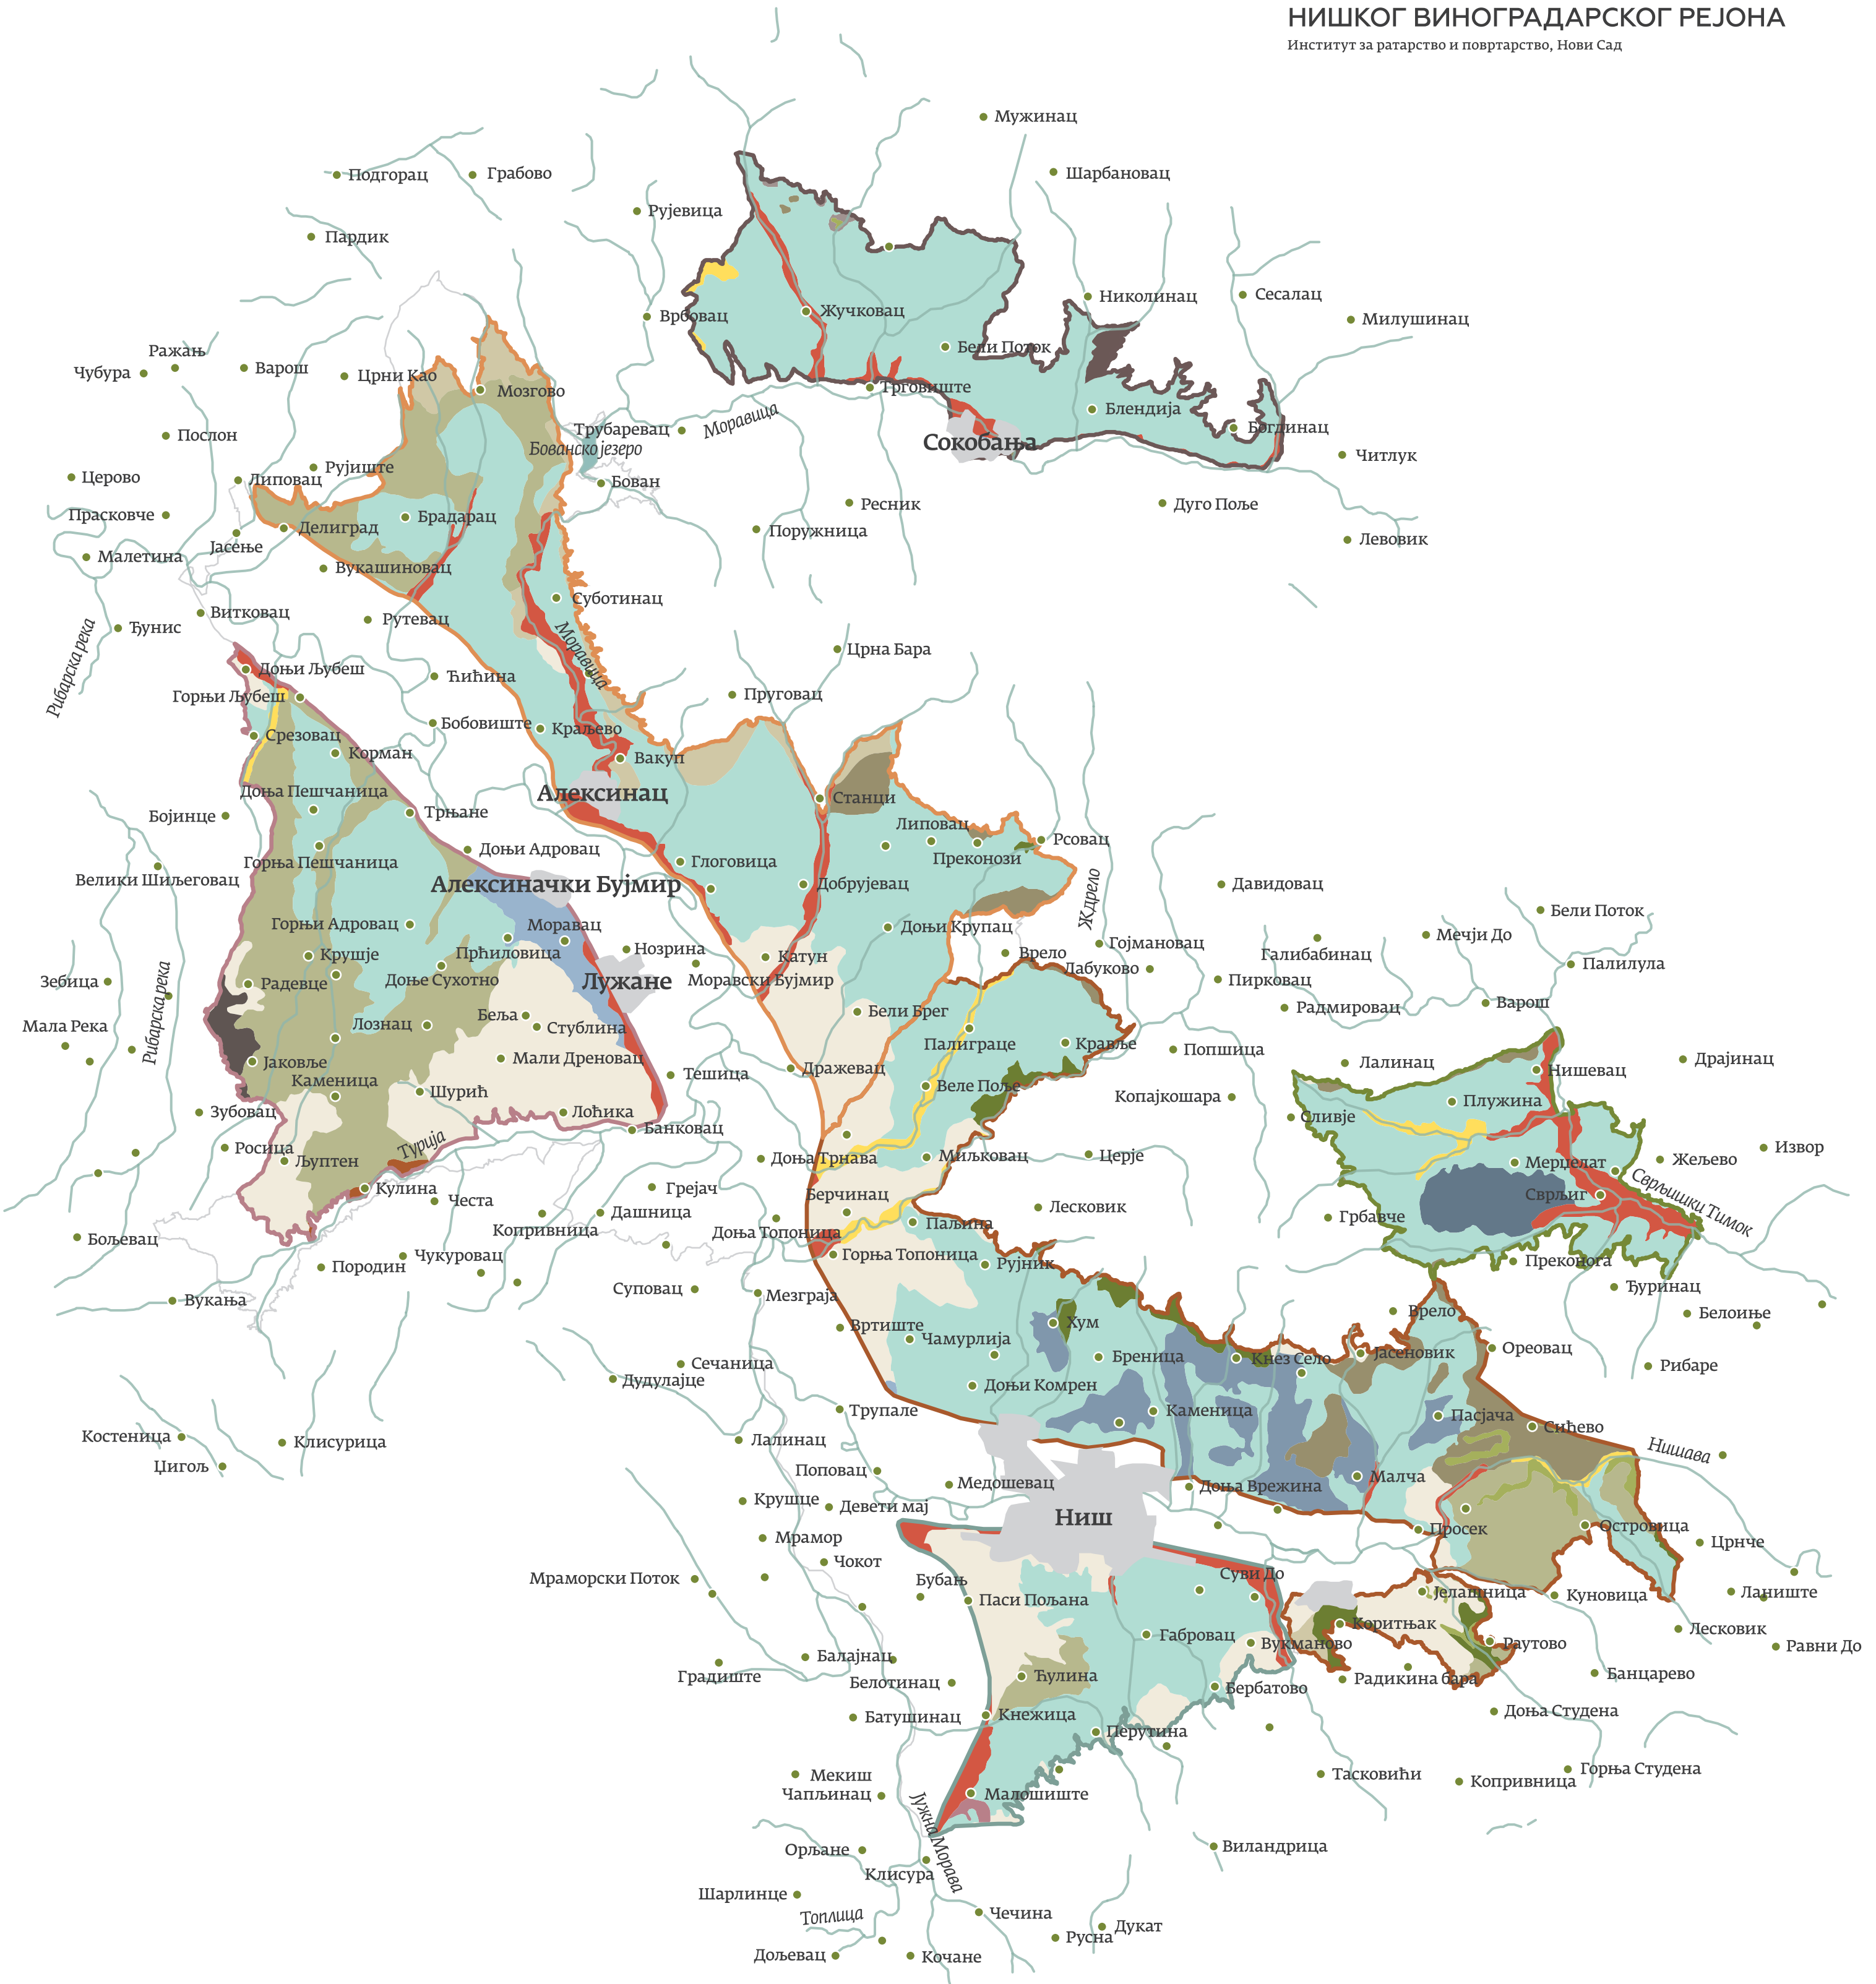 НИШКОГ ВИНОГРАДАРСКОГ РЕЈОНА
Институт за ратарство и повртарство, Нови Сад
Мужинац
Подгорац
Грабово
Шарбановац
Рујевица
Пардик
Николинац
Сесалац
Врбовац
Жучковац
Милушинац
Бели Поток
Ражањ
Чубура
Варош
Црни Као
Мозгово
Трговиште
Блендија
Моравица
Трубаревац
Богдинац
Послон
Сокобања
Бованско језеро
Читлук
Рујиште
Церово
Липовац
Бован
Ресник
Дуго Поље
Прасковче
Брадарац
Делиград
Поружница
Јасење
Левовик
Малетина
Вукашиновац
Суботинац
Витковац
Рутевац
Ђунис
Моравица
Рибарска река
Црна Бара
Доњи Љубеш
Ћићина
Горњи Љубеш
Пруговац
Бобовиште
Краљево
Срезовац
Корман
Вакуп
Доња Пешчаница
Алексинац
Станци
Бојинце
Трњане
Липовац
Рсовац
Доњи Адровац
Преконози
Горња Пешчаница
Глоговица
Велики Шиљеговац
Алексиначки Бујмир
Добрујевац
Давидовац
Ждрело
Бели Поток
Горњи Адровац
Моравац
Доњи Крупац
Мечји До
Гојмановац
Нозрина
Прћиловица
Крушје
Катун
Врело
Галибабинац
Палилула
Лабуково
Зебица
Радевце
Доње Сухотно
Лужане
Моравски Бујмир
Пирковац
Рибарска река
Варош
Радмировац
Бели Брег
Мала Река
Лознац
Беља
Стублина
Палиграце
Кравље
Попшица
Јаковље
Мали Дреновац
Лалинац
Драјинац
Нишевац
Дражевац
Тешица
Каменица
Веле Поље
Шурић
Копајкошара
Плужина
Зубовац
Лоћика
Сливје
Банковац
Турија
Росица
Љуптен
Доња Трнава
Миљковац
Церје
Мерџелат
Жељево
Извор
Кулина
Честа
Грејач
Берчинац
Сврљиг
Сврљишки Тимок
Лесковик
Дашница
Грбавче
Копривница
Доња Топоница
Паљина
Бољевац
Чукуровац
Горња Топоница
Рујник
Преконога
Породин
Суповац
Мезграја
Ђуринац
Вукања
Врело
Белоиње
Вртиште
Хум
Чамурлија
Ореовац
Бреница
Кнез Село
Јасеновик
Сечаница
Рибаре
Дудулајце
Доњи Комрен
Трупале
Каменица
Пасјача
Сићево
Костеница
Клисурица
Лалинац
Нишава
Џигољ
Поповац
Малча
Медошевац
Доња Врежина
Крушце
Девети мај
Ниш
Просек
Островица
Мрамор
Црнче
Чокот
Суви До
Мраморски Поток
Бубањ
Јелашница
Куновица
Ланиште
Паси Пољана
Коритњак
Лесковик
Габровац
Вукманово
Раутово
Равни До
Балајнац
Градиште
Ћулина
Радикина бара
Банцарево
Белотинац
Бербатово
Батушинац
Кнежица
Доња Студена
Перутина
Мекиш
Тасковићи
Горња Студена
Копривница
Чапљинац
Малошиште
Јужна Морава
Орљане
Виландрица
Клисура
Шарлинце
Топлица
Чечина
Дукат
Русна
Дољевац
Кочане